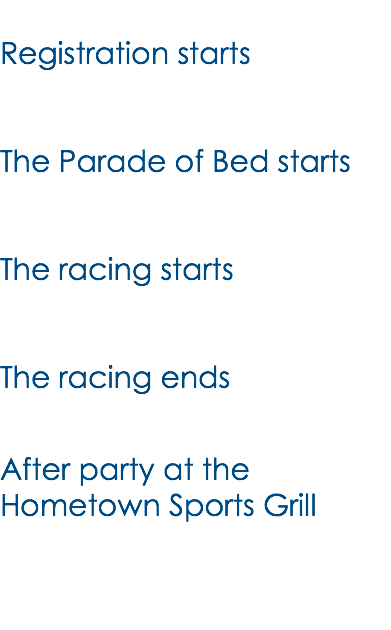 Registration starts
The Parade of Bed starts
The racing starts
The racing ends
After party at the
Hometown Sports Grill